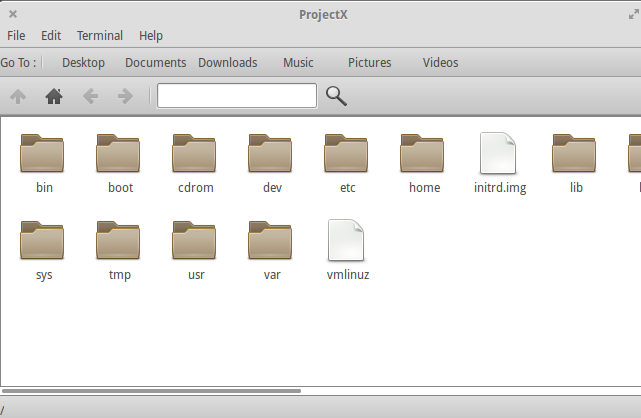 ProjectX
File Edit Terminal Help
Go To : Desktop Documents Downloads Music Pictures Videos
bin boot cdrom dev etc home initrd.img lib
sys tmp usr var vmlinuz
/